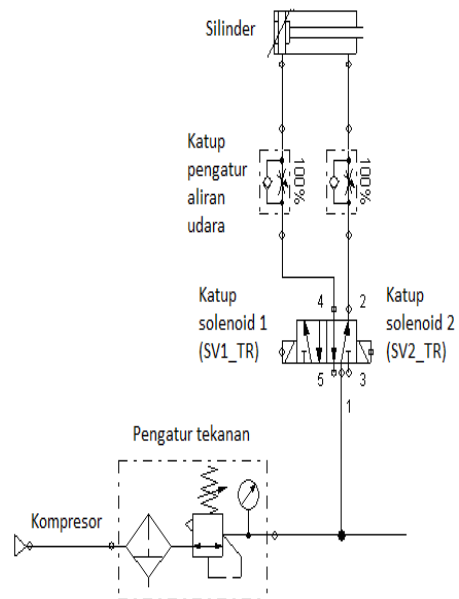 Silinder
Katup
pengatur
aliran
udara
100%
100%
Katup
solenoid 1
(SV1_TR)
4
2
Katup
solenoid 2
(SV2_TR)
5
3
1
Pengatur tekanan
Kompresor